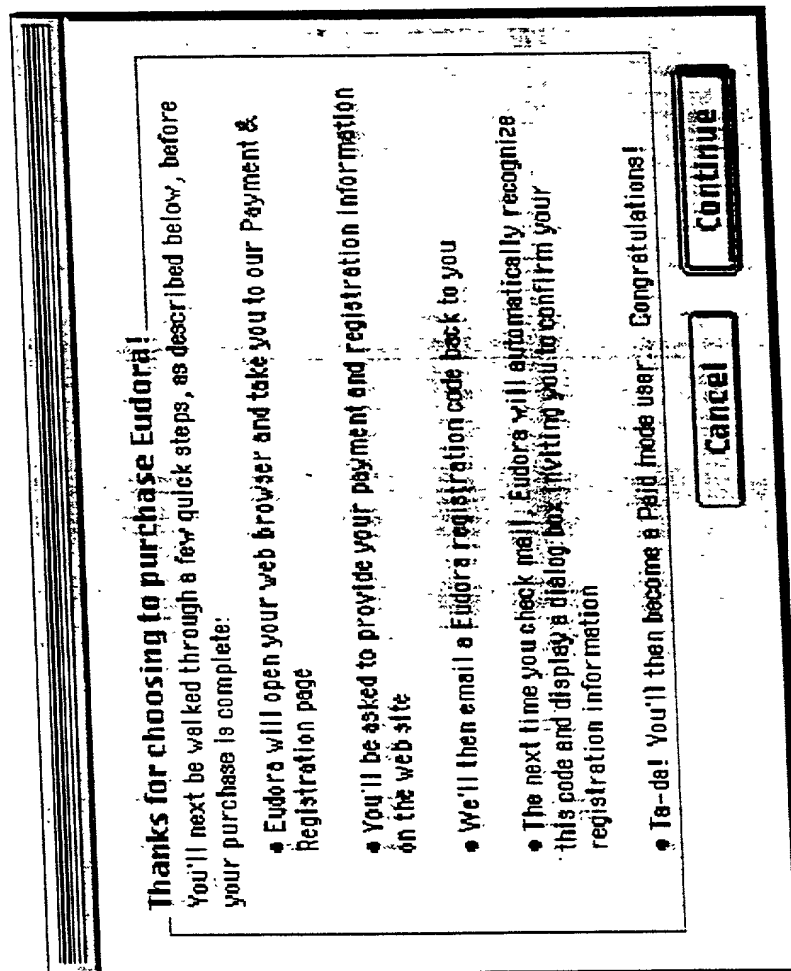 Thanks for choosing to purchase Eudora!
You'll next be walked through a few quick steps, as described below, before
your purchase is complete:
• Eudora will open your web browser and take you to our Payment &
Registration page
• You'll be asked to provide your payment and registration information
on the web site
• We'll then email a Eudora registration code back to you
• The next time you check mail, Eudora will automatically recognize
this code and display a dialog box inviting you to confirm your
registration information
• Ta-da! You'll then become a Paid mode user. Congratulations!
Cancel
Continue